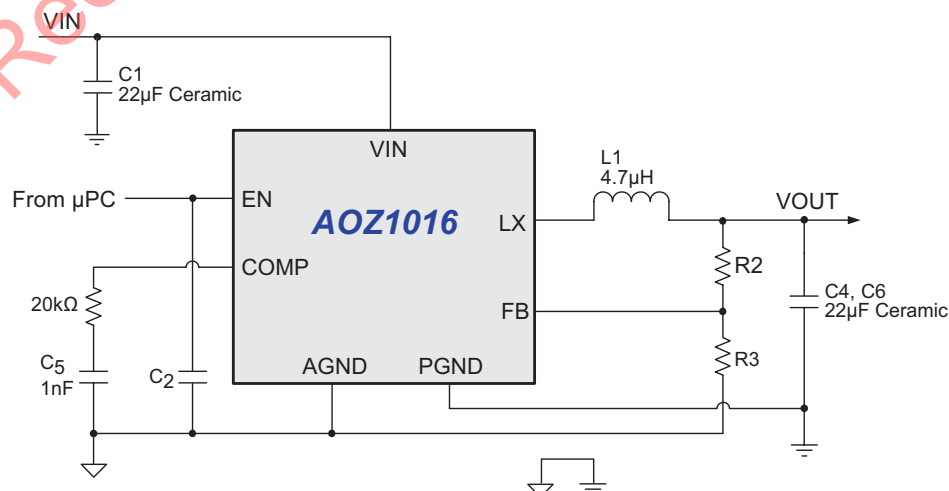 VIN
C1
22µF Ceramic
VIN
L1
4.7µH
From µPC
EN
AOZ1016
LX
VOUT
COMP
R2
20kΩ
C4, C6
22µF Ceramic
FB
C5
1nF
C2
AGND
PGND
R3